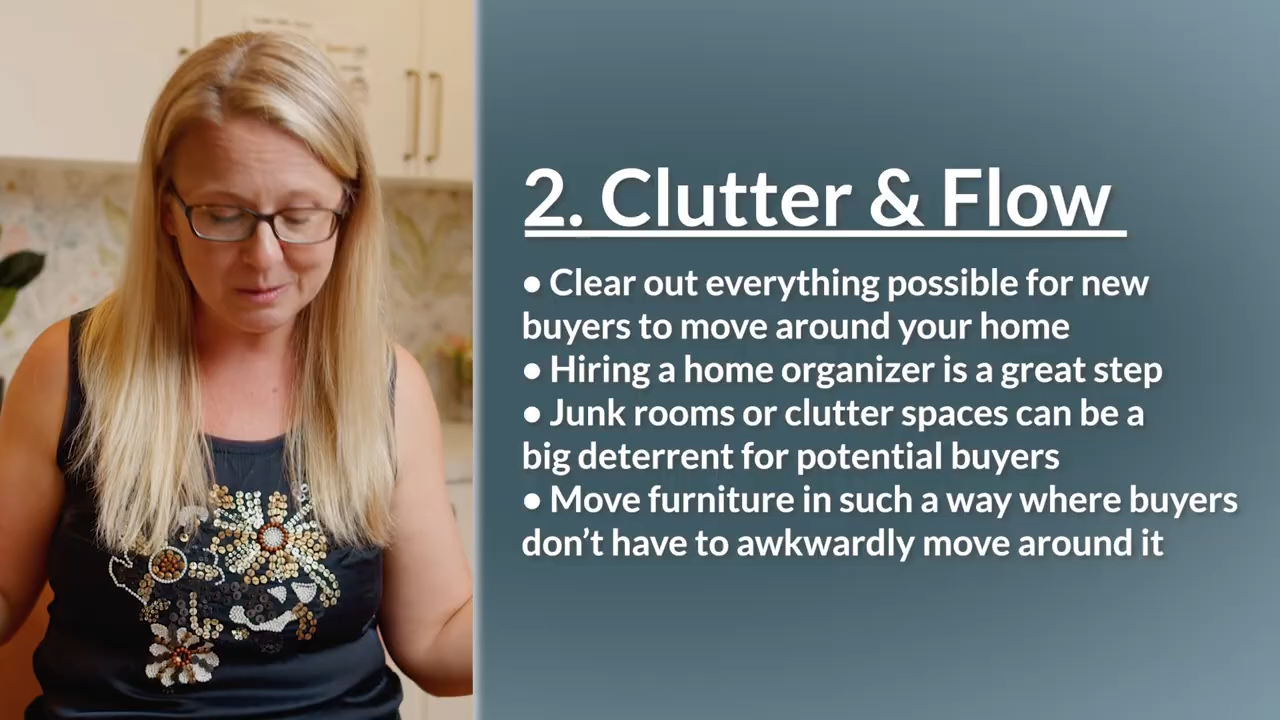 2. Clutter & Flow
• Clear out everything possible for new
buyers to move around your home
• Hiring a home organizer is a great step
• Junk rooms or clutter spaces can be a
big deterrent for potential buyers
• Move furniture in such a way where buyers
don't have to awkwardly move around it